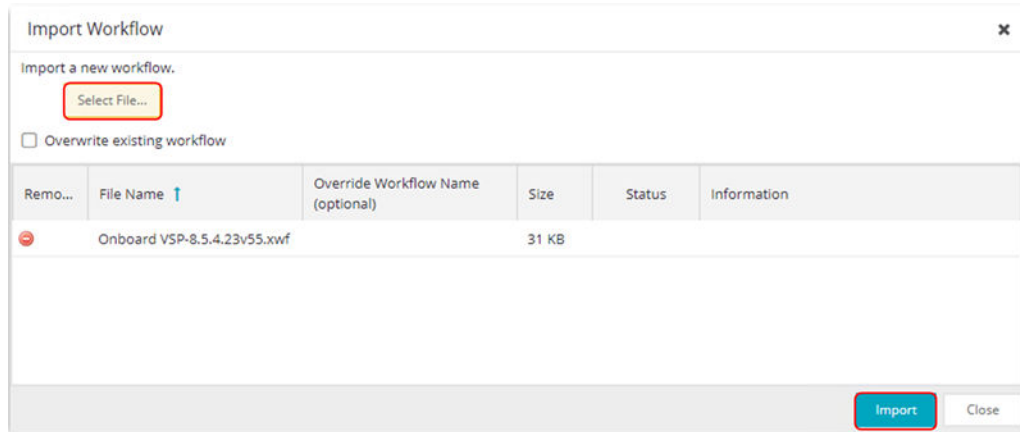 Import Workflow
Import a new workflow.
Select File...
Overwrite existing workflow
Remo... File Name Override Workflow Name (optional) Size Status Information
Onboard VSP-8.5.4.23v55.xwf 31 KB
Import Close